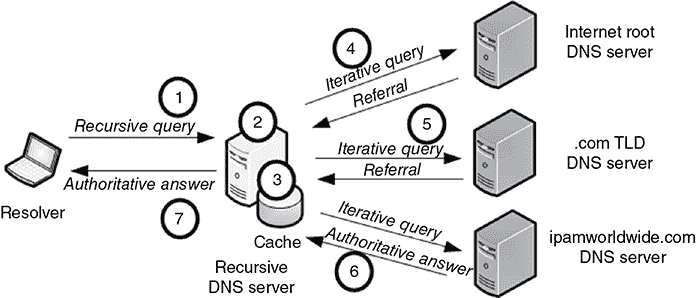 1
Recursive query
Resolver
Authoritative answer
7
2
3
Cache
Recursive
DNS server
4
Iterative query
Referral
Internet root
DNS server
5
Iterative query
Referral
.com TLD
DNS server
Iterative query
Authoritative answer
6
ipamworldwide.com
DNS server